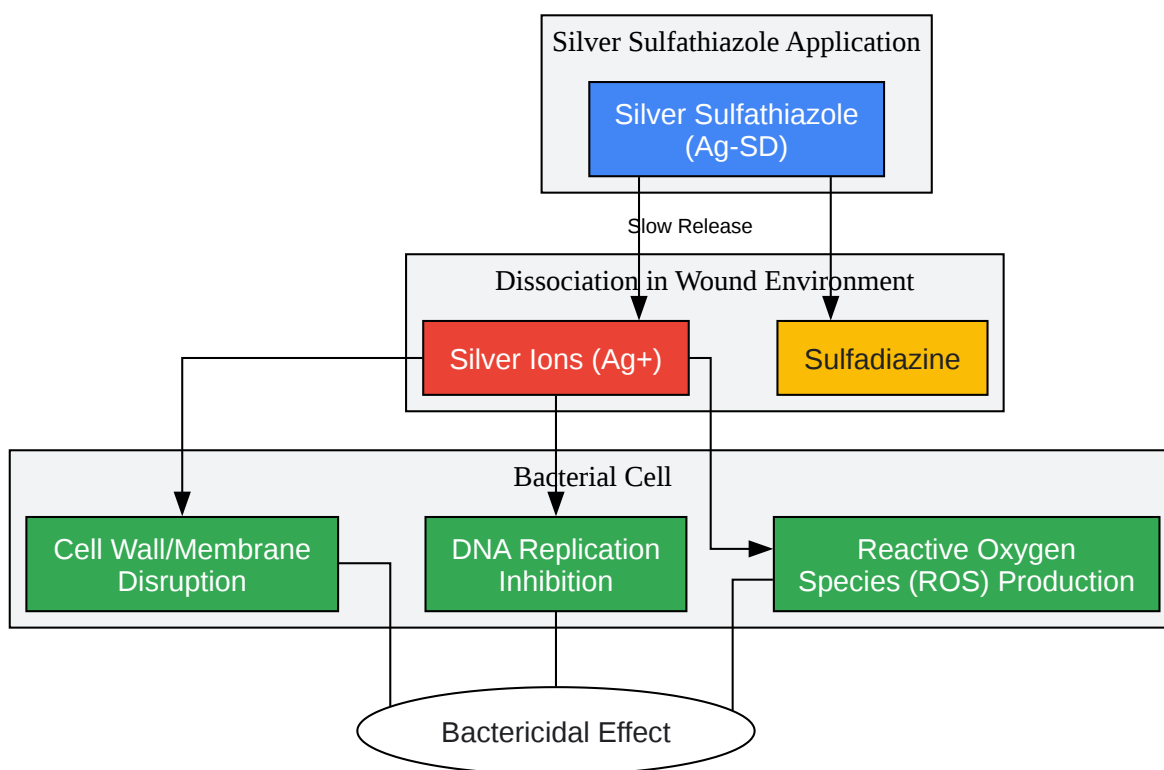 Silver Sulfathiazole Application
Silver Sulfathiazole
(Ag-SD)
Slow Release
Dissociation in Wound Environment
Silver Ions (Ag+)
Sulfadiazine
Bacterial Cell
Cell Wall/Membrane
Disruption
DNA Replication
Inhibition
Reactive Oxygen
Species (ROS) Production
Bactericidal Effect